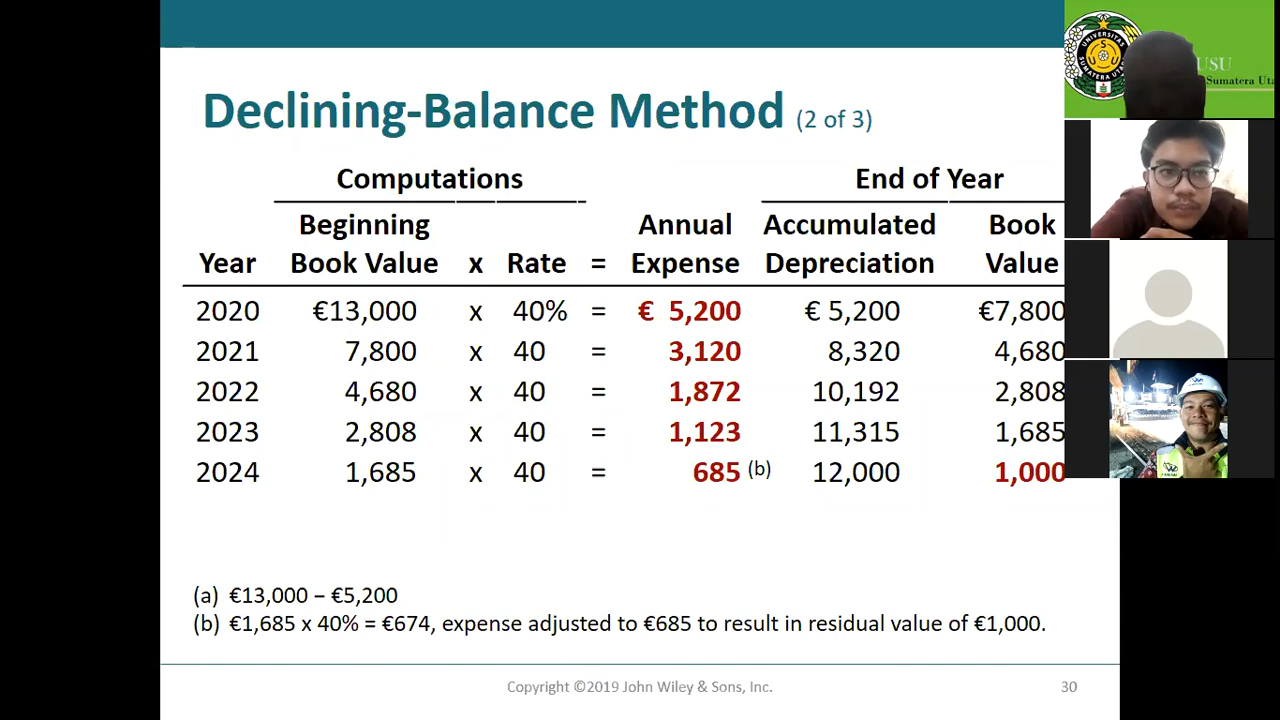 Declining-Balance Method (2 of 3)
Computations End of Year
Beginning Annual Accumulated Book
Year Book Value x Rate = Expense Depreciation Value
2020 €13,000 x 40% = € 5,200 € 5,200 €7,800
2021 7,800 x 40 = 3,120 8,320 4,680
2022 4,680 x 40 = 1,872 10,192 2,808
2023 2,808 x 40 = 1,123 11,315 1,685
2024 1,685 x 40 = 685 (b) 12,000 1,000
(a) €13,000 – €5,200
(b) €1,685 x 40% = €674, expense adjusted to €685 to result in residual value of €1,000.
Copyright ©2019 John Wiley & Sons, Inc. 30
UNIVERSITAS
SUMATERA UTARA
USU
Sumatera Uta